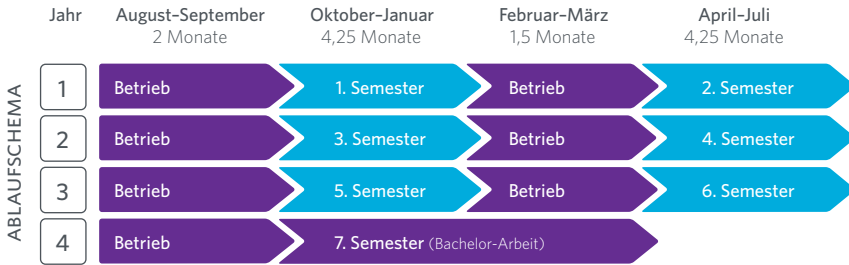 Jahr August–September Oktober–Januar Februar–März April–Juli
2 Monate 4,25 Monate 1,5 Monate 4,25 Monate
ABLAUFSCHEMA
1 Betrieb 1. Semester Betrieb 2. Semester
2 Betrieb 3. Semester Betrieb 4. Semester
3 Betrieb 5. Semester Betrieb 6. Semester
4 Betrieb 7. Semester (Bachelor-Arbeit)